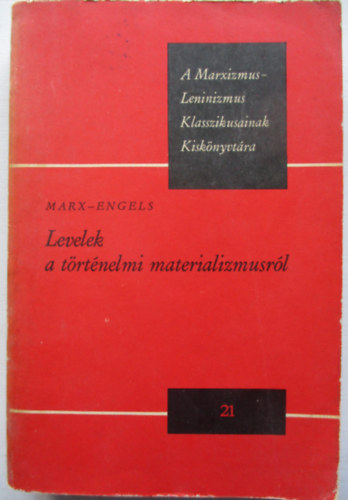 A Marxizmus–
Leninizmus
Klasszikusainak
Kiskönyvtára
MARX–ENGELS
Levelek
a történelmi materializmusról
21